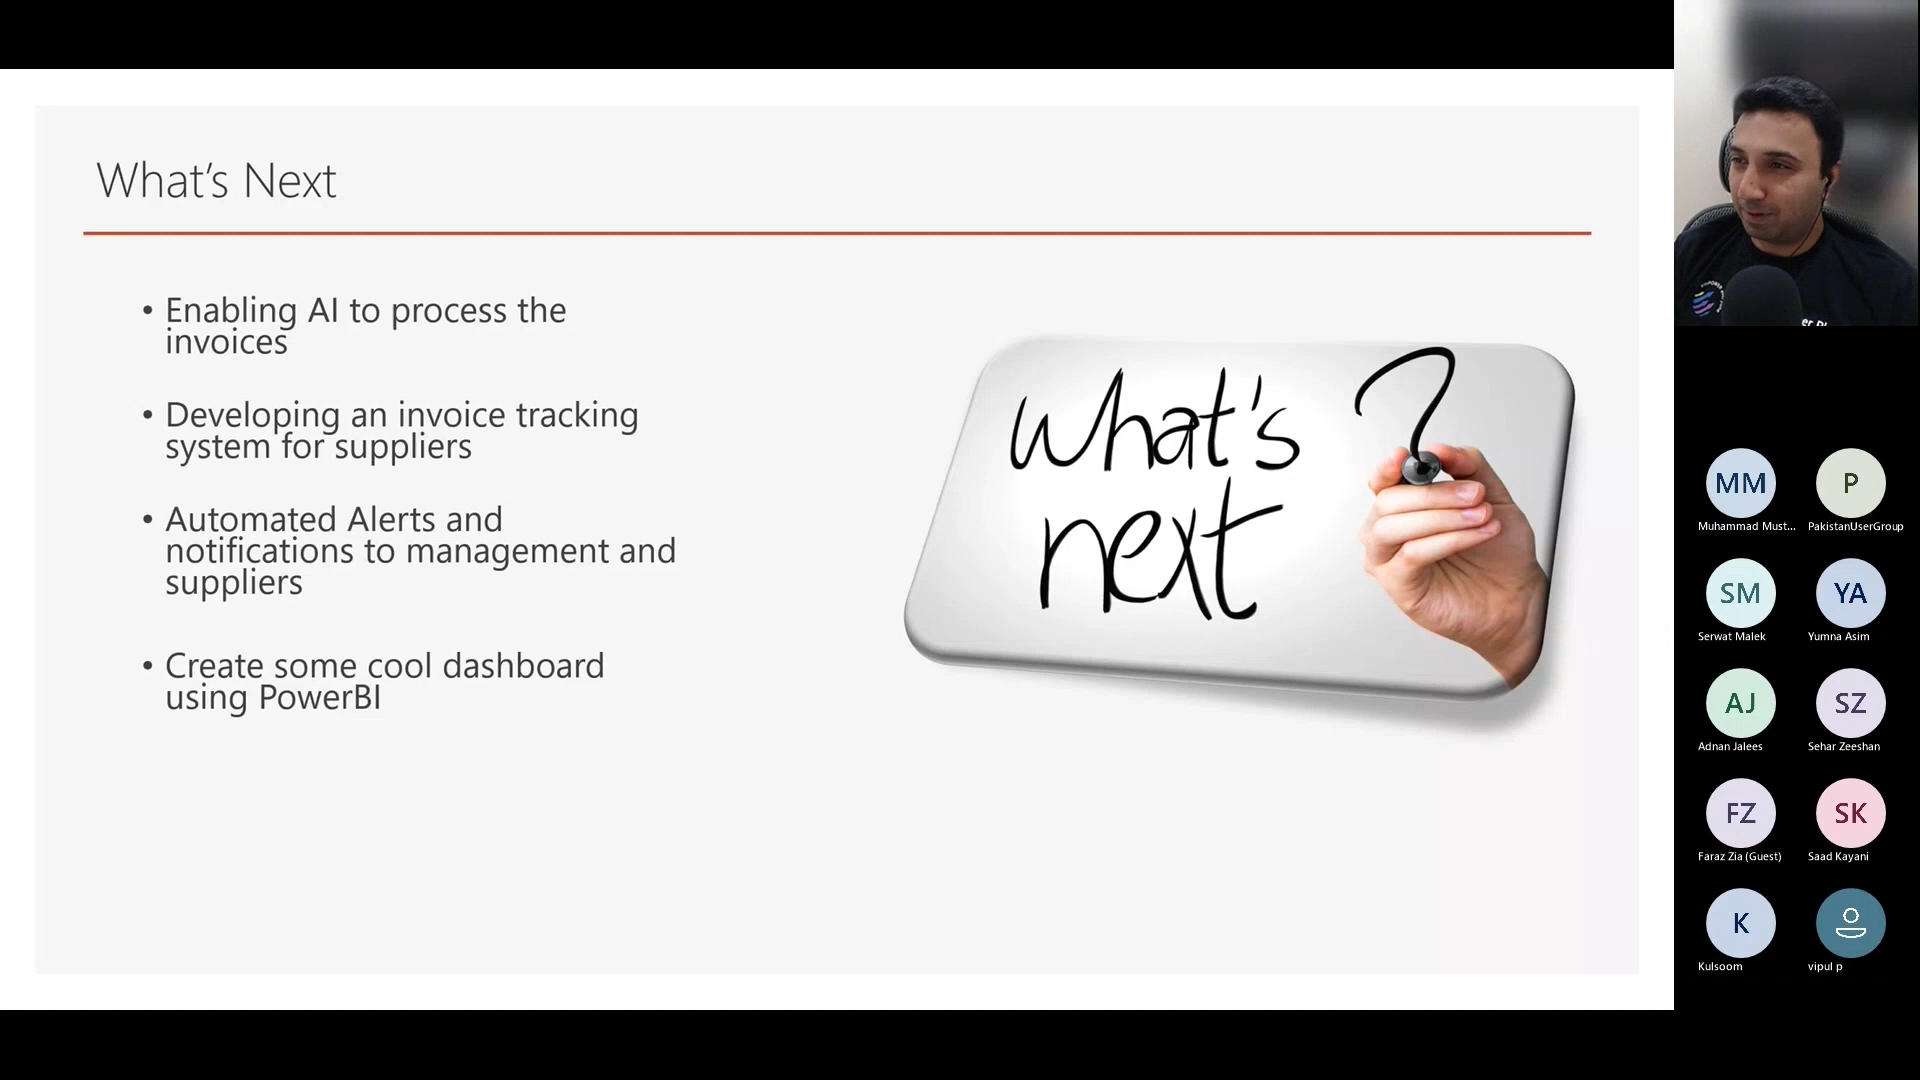 What's Next
• Enabling AI to process the
invoices
• Developing an invoice tracking
system for suppliers
• Automated Alerts and
notifications to management and
suppliers
• Create some cool dashboard
using PowerBI
What's ?
next
MM
P
Muhammad Must...
PakistanUserGroup
SM
YA
Serwat Malek
Yumna Asim
AJ
SZ
Adnan Jalees
Sehar Zeeshan
FZ
SK
Faraz Zia (Guest)
Saad Kayani
K
Kulsoom
vipul p